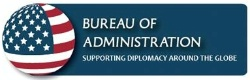 BUREAU OF
ADMINISTRATION
SUPPORTING DIPLOMACY AROUND THE GLOBE